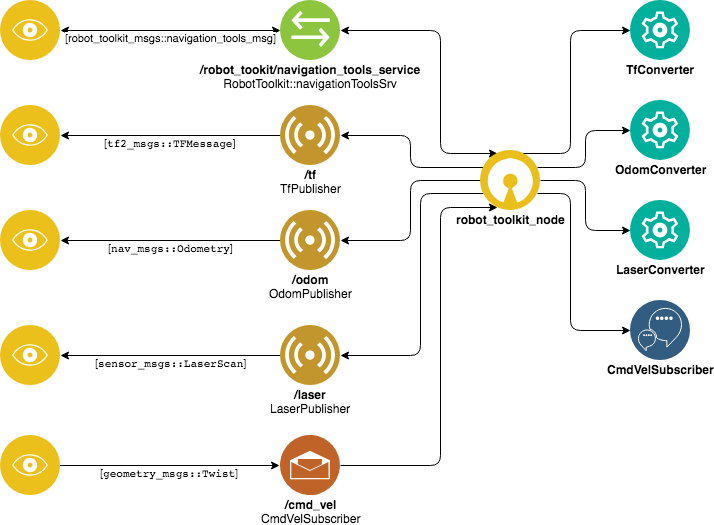 [robot_toolkit_msgs::navigation_tools_msg]
/robot_tookit/navigation_tools_service
RobotToolkit::navigationToolsSrv
TfConverter
[tf2_msgs::TFMessage]
/tf
TfPublisher
OdomConverter
robot_toolkit_node
[nav_msgs::Odometry]
/odom
OdomPublisher
LaserConverter
[sensor_msgs::LaserScan]
/laser
LaserPublisher
CmdVelSubscriber
[geometry_msgs::Twist]
/cmd_vel
CmdVelSubscriber